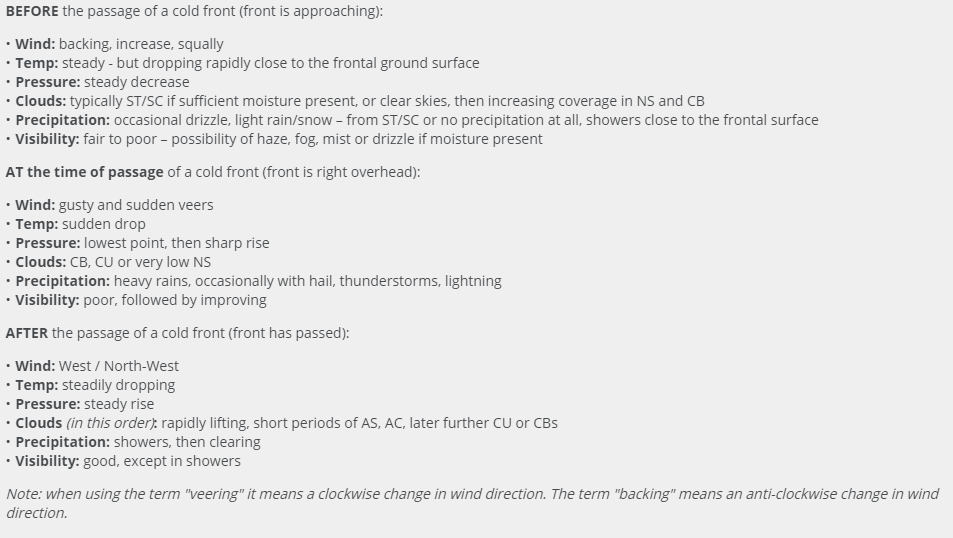 BEFORE the passage of a cold front (front is approaching):
• Wind: backing, increase, squally
• Temp: steady - but dropping rapidly close to the frontal ground surface
• Pressure: steady decrease
• Clouds: typically ST/SC if sufficient moisture present, or clear skies, then increasing coverage in NS and CB
• Precipitation: occasional drizzle, light rain/snow – from ST/SC or no precipitation at all, showers close to the frontal surface
• Visibility: fair to poor – possibility of haze, fog, mist or drizzle if moisture present
AT the time of passage of a cold front (front is right overhead):
• Wind: gusty and sudden veers
• Temp: sudden drop
• Pressure: lowest point, then sharp rise
• Clouds: CB, CU or very low NS
• Precipitation: heavy rains, occasionally with hail, thunderstorms, lightning
• Visibility: poor, followed by improving
AFTER the passage of a cold front (front has passed):
• Wind: West / North-West
• Temp: steadily dropping
• Pressure: steady rise
• Clouds (in this order): rapidly lifting, short periods of AS, AC, later further CU or CBs
• Precipitation: showers, then clearing
• Visibility: good, except in showers
Note: when using the term "veering" it means a clockwise change in wind direction. The term "backing" means an anti-clockwise change in wind
direction.